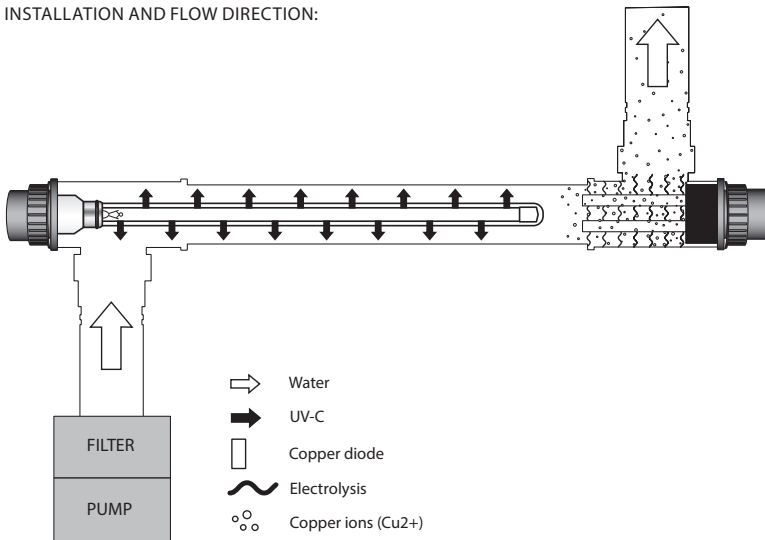 INSTALLATION AND FLOW DIRECTION:
FILTER
PUMP
Water
UV-C
Copper diode
Electrolysis
Copper ions (Cu2+)